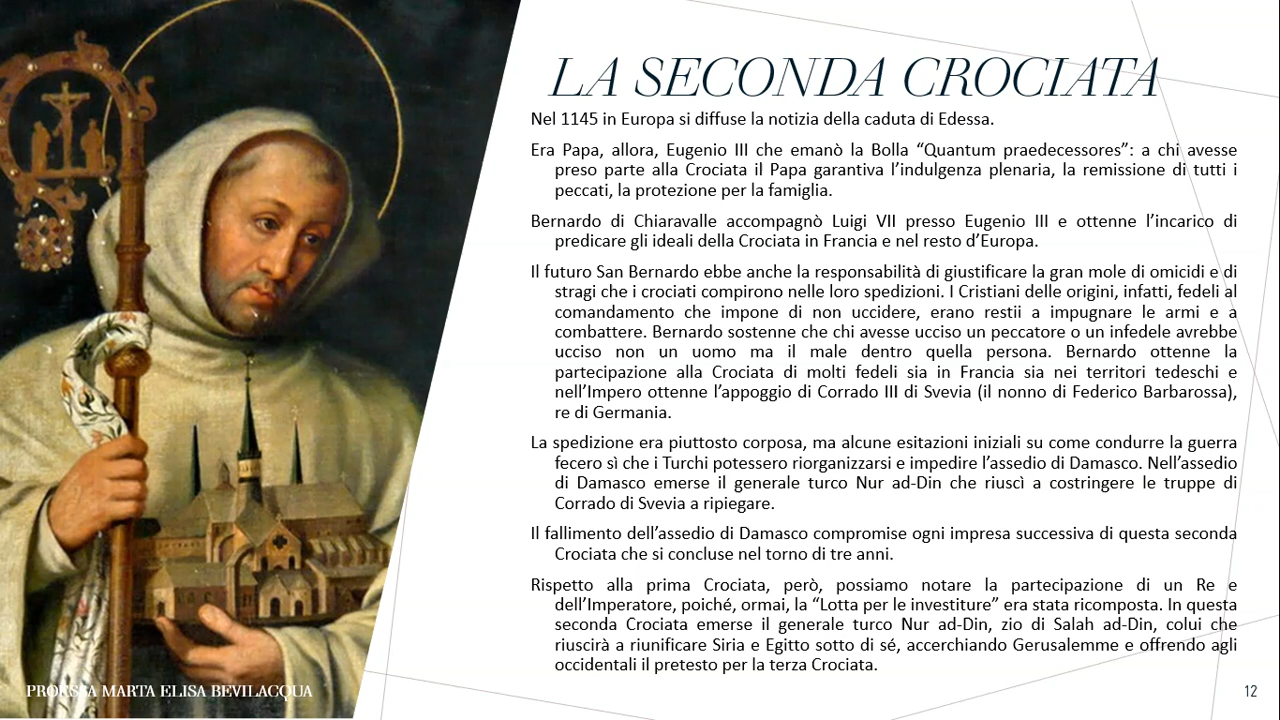 LA SECONDA CROCIATA
Nel 1145 in Europa si diffuse la notizia della caduta di Edessa.
Era Papa, allora, Eugenio III che emanò la Bolla “Quantum praedecessores”: a chi avesse
preso parte alla Crociata il Papa garantiva l’indulgenza plenaria, la remissione di tutti i
peccati, la protezione per la famiglia.
Bernardo di Chiaravalle accompagnò Luigi VII presso Eugenio III e ottenne l’incarico di
predicare gli ideali della Crociata in Francia e nel resto d’Europa.
Il futuro San Bernardo ebbe anche la responsabilità di giustificare la gran mole di omicidi e di
stragi che i crociati compirono nelle loro spedizioni. I Cristiani delle origini, infatti, fedeli al
comandamento che impone di non uccidere, erano restii a impugnare le armi e a
combattere. Bernardo sostenne che chi avesse ucciso un peccatore o un infedele avrebbe
ucciso non un uomo ma il male dentro quella persona. Bernardo ottenne la
partecipazione alla Crociata di molti fedeli sia in Francia sia nei territori tedeschi e
nell’Impero ottenne l’appoggio di Corrado III di Svevia (il nonno di Federico Barbarossa),
re di Germania.
La spedizione era piuttosto corposa, ma alcune esitazioni iniziali su come condurre la guerra
fecero sì che i Turchi potessero riorganizzarsi e impedire l’assedio di Damasco. Nell’assedio
di Damasco emerse il generale turco Nur ad-Din che riuscì a costringere le truppe di
Corrado di Svevia a ripiegare.
Il fallimento dell’assedio di Damasco compromise ogni impresa successiva di questa seconda
Crociata che si concluse nel torno di tre anni.
Rispetto alla prima Crociata, però, possiamo notare la partecipazione di un Re e
dell’Imperatore, poiché, ormai, la “Lotta per le investiture” era stata ricomposta. In questa
seconda Crociata emerse il generale turco Nur ad-Din, zio di Salah ad-Din, colui che
riuscirà a riunificare Siria e Egitto sotto di sé, accerchiando Gerusalemme e offrendo agli
occidentali il pretesto per la terza Crociata.
MARTA ELISA BEVILACQUA
12